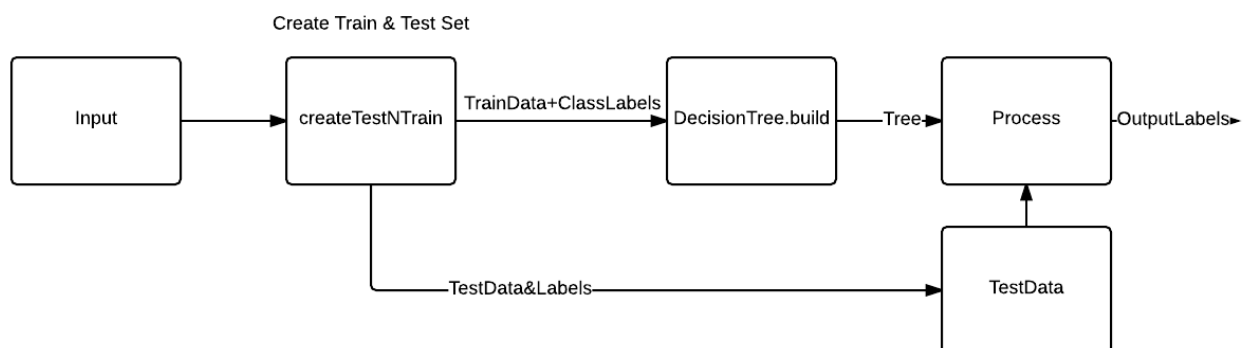 Create Train & Test Set
Input
createTestNTrain
TrainData+ClassLabels
DecisionTree.build
Tree
Process
OutputLabels
TestData&Labels
TestData